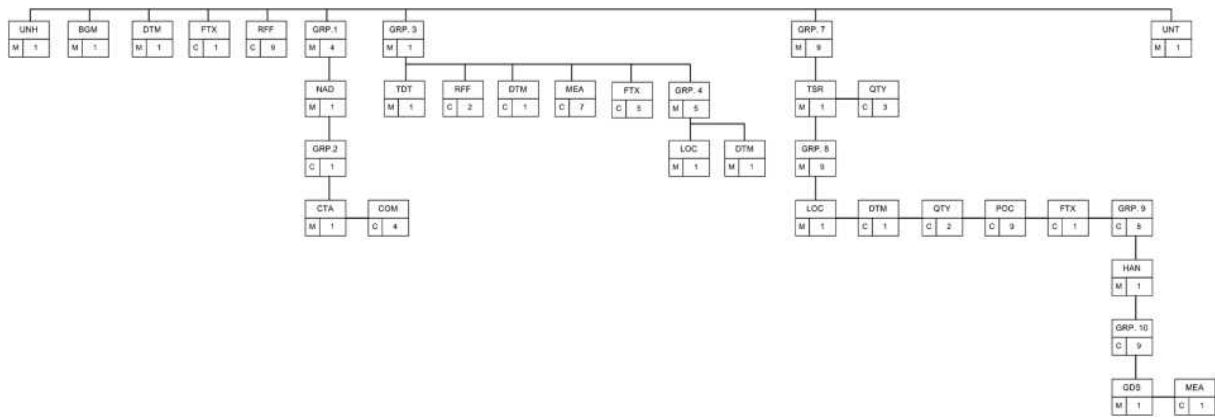 UNH BGM DTM FTX RFF GRP.1 GRP. 3 GRP. 7 UNT
M 1 M 1 M 1 C 1 C 9 M 4 M 1 M 9 M 1
NAD TDT RFF DTM MEA FTX GRP. 4 TSR QTY
M 1 M 1 C 2 C 1 C 7 C 5 M 5 M 1 C 3
GRP.2 LOC DTM GRP. 8
C 1 M 1 M 1 M
CTA COM LOC DTM QTY POC FTX GRP. 9
M 1 C 4 M 1 C 1 C 2 C 9 C 1 C
HAN
M 1
GRP. 10
C 9
GDS MEA
M 1 C 1